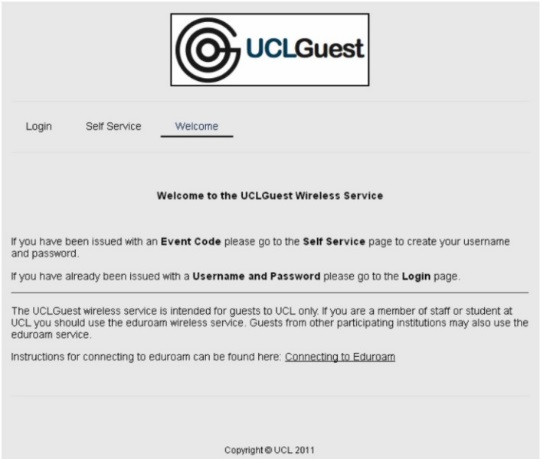 UCLGuest
Login Self Service Welcome
Welcome to the UCLGuest Wireless Service
If you have been issued with an Event Code please go to the Self Service page to create your username
and password.
If you have already been issued with a Username and Password please go to the Login page.
The UCLGuest wireless service is intended for guests to UCL only. If you are a member of staff or student at
UCL you should use the eduroam wireless service. Guests from other participating institutions may also use the
eduroam service.
Instructions for connecting to eduroam can be found here: Connecting to Eduroam
Copyright © UCL 2011